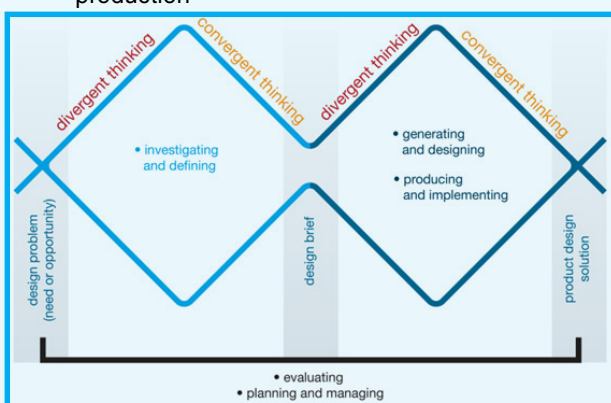 production
divergent thinking
convergent thinking
divergent thinking
convergent thinking
• investigating
and defining
• generating
and designing
• producing
and implementing
design problem
(need or opportunity)
design brief
product design
solution
• evaluating
• planning and managing